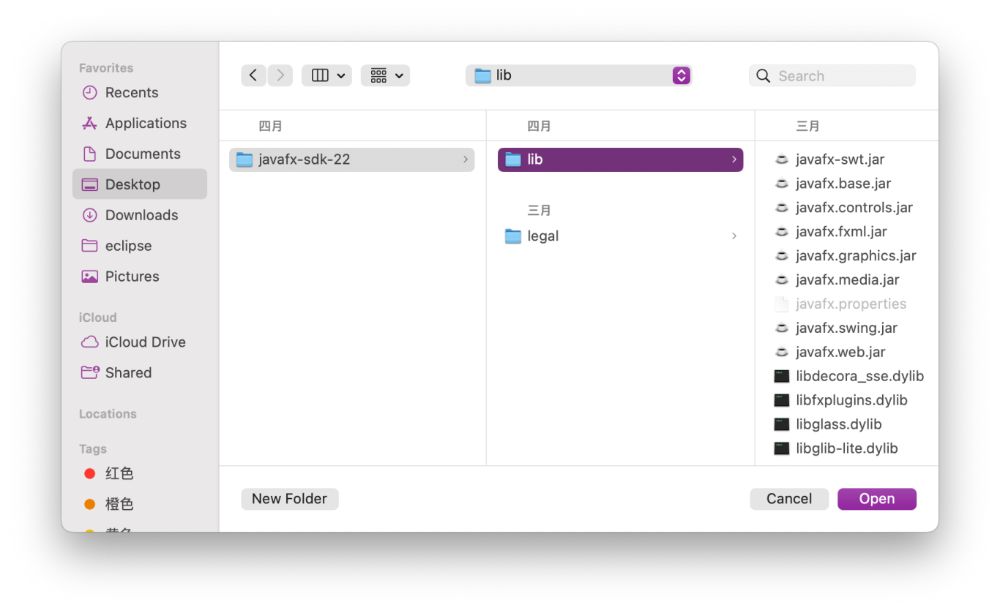 Favorites
Recents
Applications
Documents
Desktop
Downloads
eclipse
Pictures
iCloud
iCloud Drive
Shared
Locations
Tags
红色
橙色
黄色
lib
Search
四月
javafx-sdk-22
四月
lib
三月
legal
三月
javafx-swt.jar
javafx.base.jar
javafx.controls.jar
javafx.fxml.jar
javafx.graphics.jar
javafx.media.jar
javafx.properties
javafx.swing.jar
javafx.web.jar
libdecora_sse.dylib
libfxplugins.dylib
libglass.dylib
libglib-lite.dylib
New Folder
Cancel
Open